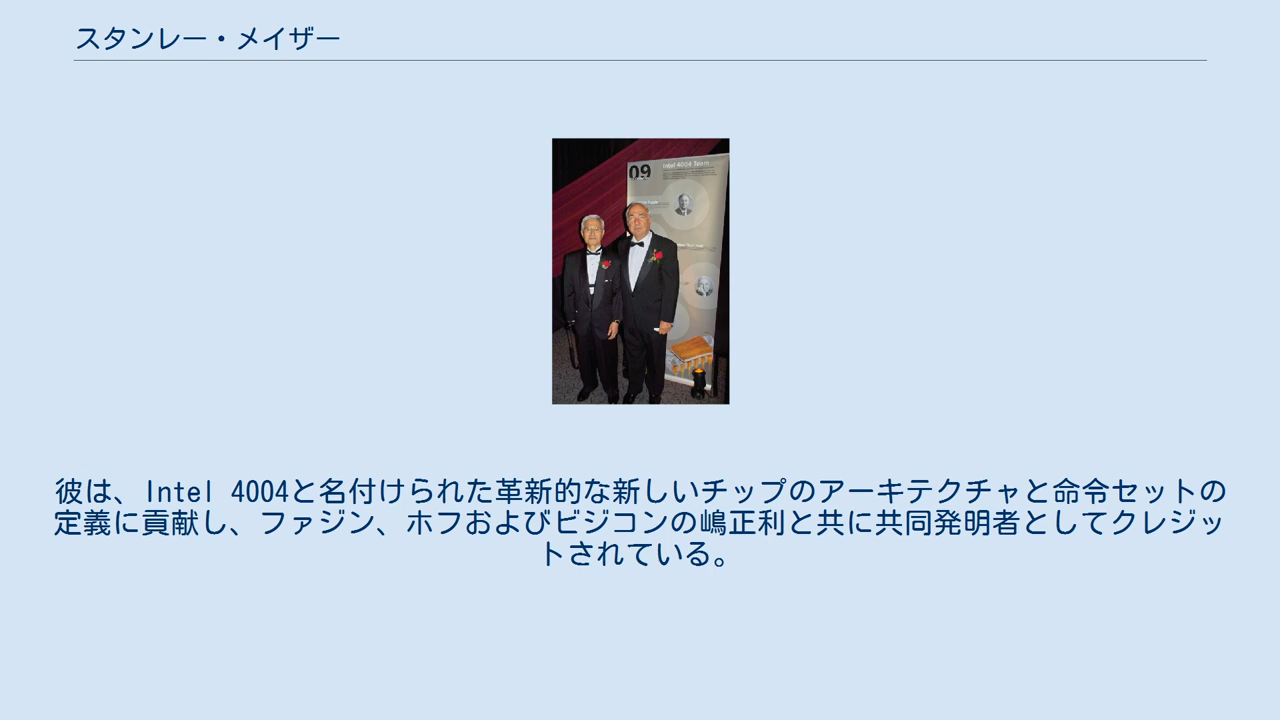 スタンレー・メイザー
09
Intel 4004 Team
彼は、Intel 4004と名付けられた革新的な新しいチップのアーキテクチャと命令セットの
定義に貢献し、ファジン、ホフおよびビジコンの嶋正利と共に共同発明者としてクレジッ
トされている。